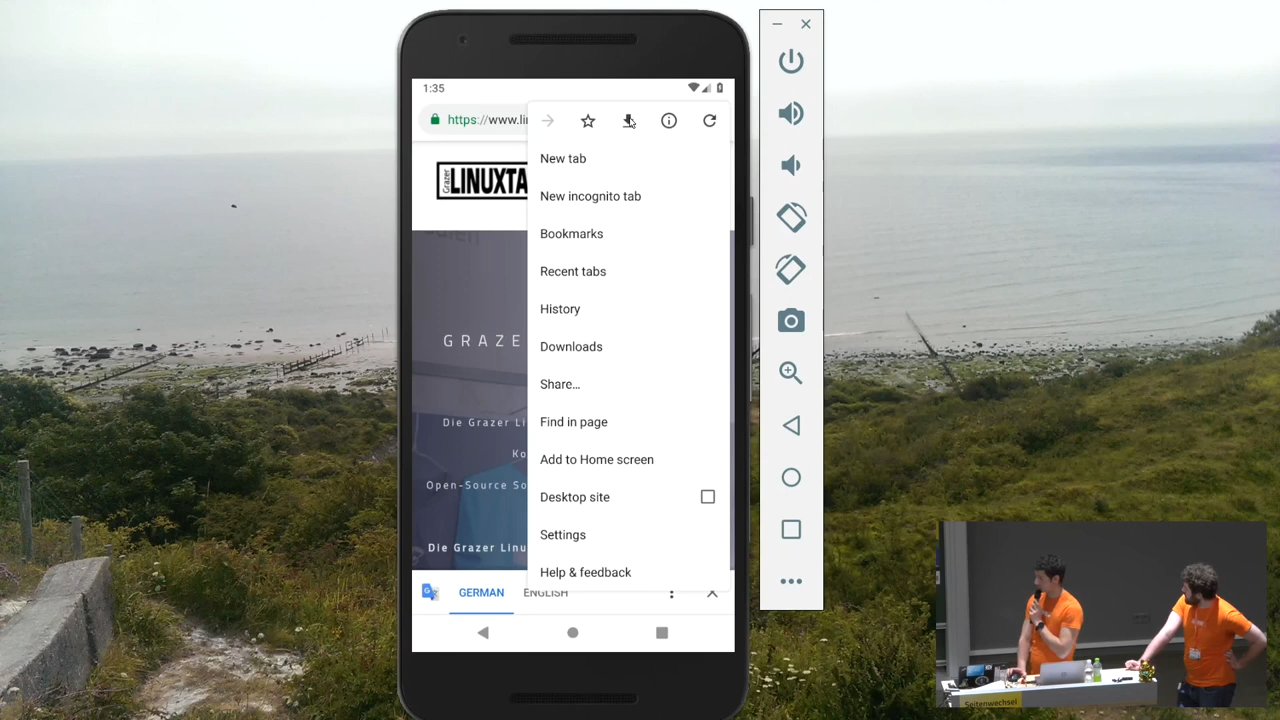 1:35
https://www.li
New tab
New incognito tab
Bookmarks
Recent tabs
History
Downloads
Share...
Find in page
Add to Home screen
Desktop site
Settings
Help & feedback
Grazer
LINUXTA
GRAZE
Die Grazer Li
Ko
Open-Source So
Die Grazer Linu
GERMAN
ENGLISH
Seitenwechsel